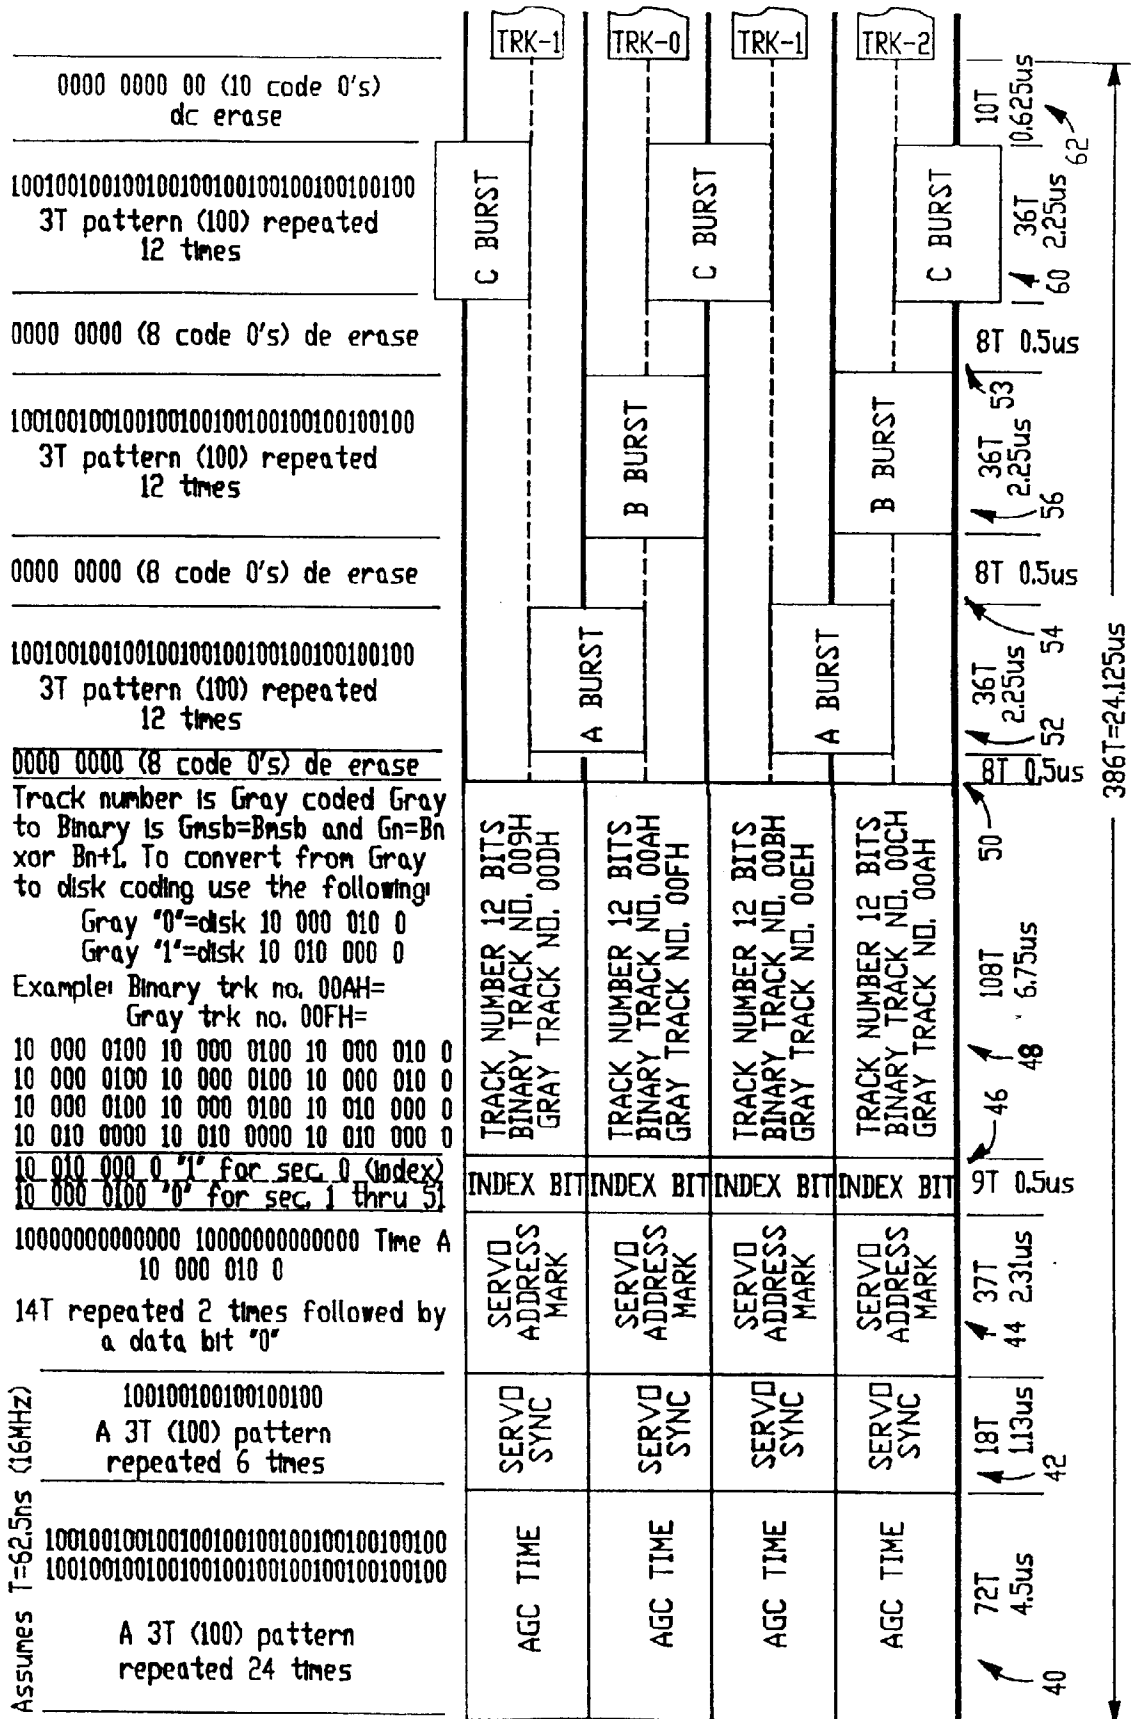 TRK-1
TRK-0
TRK-1
TRK-2
0000 0000 00 (10 code 0's)
dc erase
10T
0.625us
62
100100100100100100100100100100100100
3T pattern (100) repeated
12 times
C BURST
C BURST
C BURST
36T
2.25us
60
0000 0000 (8 code 0's) de erase
8T 0.5us
53
100100100100100100100100100100100100
3T pattern (100) repeated
12 times
B BURST
B BURST
36T
2.25us
56
0000 0000 (8 code 0's) de erase
8T 0.5us
54
100100100100100100100100100100100100
3T pattern (100) repeated
12 times
A BURST
A BURST
36T
2.25us
52
0000 0000 (8 code 0's) de erase
8T 0.5us
50
386T=24.125us
Track number is Gray coded Gray
to Binary is Gmsb=Bmsb and Gn=Bn
xor Bn+1. To convert from Gray
to disk coding use the following:
Gray "0"=disk 10 000 010 0
Gray "1"=disk 10 010 000 0
Example: Binary trk no. 00AH=
Gray trk no. 00FH=
10 000 0100 10 000 0100 10 000 010 0
10 000 0100 10 000 0100 10 000 010 0
10 000 0100 10 000 0100 10 010 000 0
10 010 0000 10 010 0000 10 010 000 0
TRACK NUMBER 12 BITS
BINARY TRACK NO. 009H
GRAY TRACK NO. 00DH
TRACK NUMBER 12 BITS
BINARY TRACK NO. 00AH
GRAY TRACK NO. 00FH
TRACK NUMBER 12 BITS
BINARY TRACK NO. 00BH
GRAY TRACK NO. 00EH
TRACK NUMBER 12 BITS
BINARY TRACK NO. 00CH
GRAY TRACK NO. 00AH
108T
6.75us
48
46
10 010 000 0 "1" for sec. 0 (index)
10 000 0100 "0" for sec. 1 thru 51
INDEX BIT
INDEX BIT
INDEX BIT
INDEX BIT
9T 0.5us
10000000000000 10000000000000 Time A
10 000 010 0
14T repeated 2 times followed by
a data bit "0"
SERVO
ADDRESS
MARK
SERVO
ADDRESS
MARK
SERVO
ADDRESS
MARK
SERVO
ADDRESS
MARK
37T
2.31us
44
100100100100100100
A 3T (100) pattern
repeated 6 times
SERVO
SYNC
SERVO
SYNC
SERVO
SYNC
SERVO
SYNC
18T
1.13us
42
Assumes T=62.5ns (16MHz)
100100100100100100100100100100100100
100100100100100100100100100100100100
A 3T (100) pattern
repeated 24 times
AGC TIME
AGC TIME
AGC TIME
AGC TIME
72T
4.5us
40